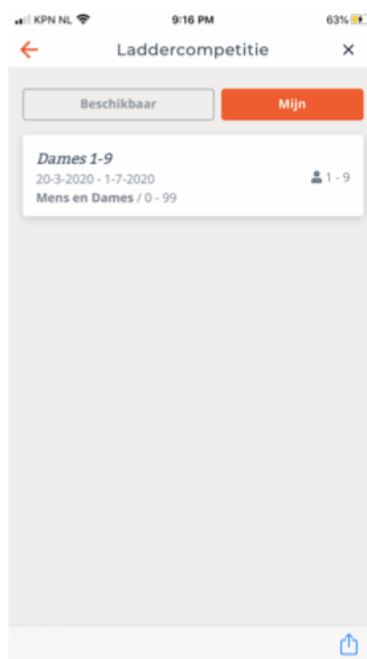 KPN NL 9:16 PM 63%
Laddercompetitie
Beschikbaar Mijn
Dames 1-9
20-3-2020 - 1-7-2020 1 - 9
Mens en Dames / 0 - 99